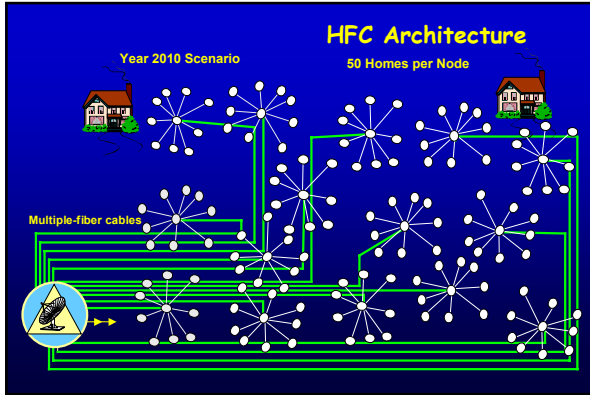 HFC Architecture
Year 2010 Scenario
50 Homes per Node
Multiple-fiber cables